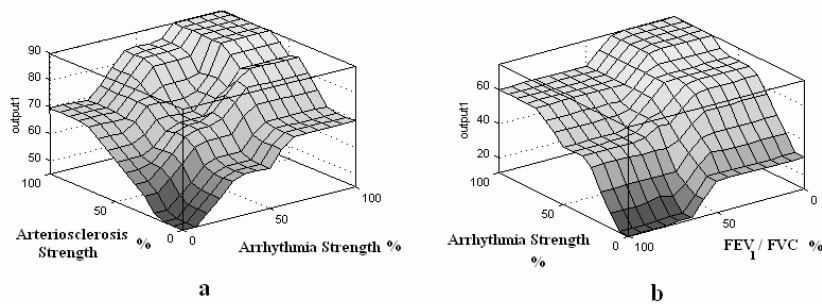 90
80
70
60
50
output1
100
50
0
0
50
100
Arteriosclerosis
Strength %
Arrhythmia Strength %
a
60
40
20
output1
100
50
0
100
50
0
Arrhythmia Strength
%
FEV1 / FVC %
b